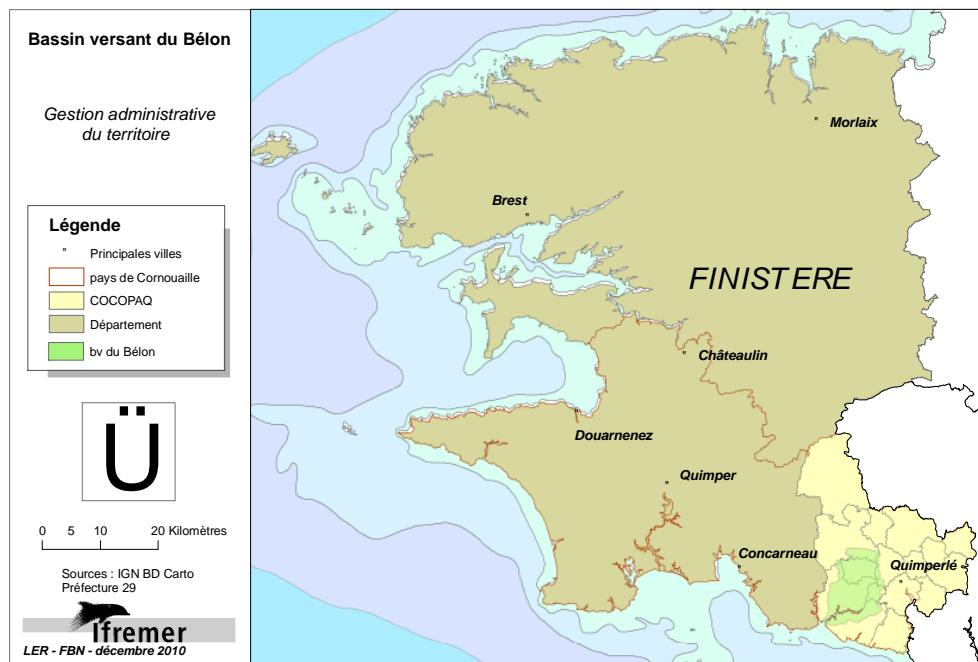 Bassin versant du Bélon
Gestion administrative
du territoire
Légende
" Principales villes
pays de Cornouaille
COCOPAQ
Département
bv du Bélon
Ü
0 5 10 20 Kilomètres
Sources : IGN BD Carto
Préfecture 29
Ifremer
LER - FBN - décembre 2010
Morlaix
Brest
FINISTERE
Châteaulin
Douarnenez
Quimper
Concarneau
Quimperlé